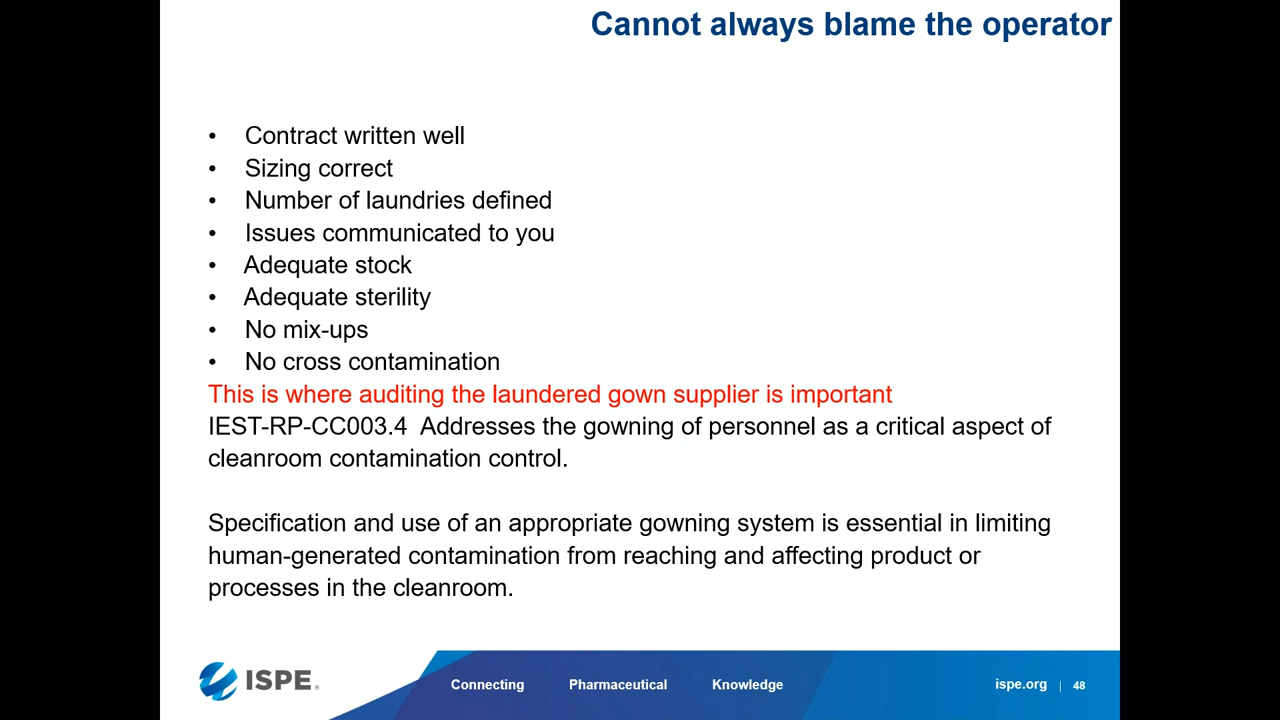 Cannot always blame the operator
• Contract written well
• Sizing correct
• Number of laundries defined
• Issues communicated to you
• Adequate stock
• Adequate sterility
• No mix-ups
• No cross contamination
This is where auditing the laundered gown supplier is important
IEST-RP-CC003.4 Addresses the gowning of personnel as a critical aspect of
cleanroom contamination control.
Specification and use of an appropriate gowning system is essential in limiting
human-generated contamination from reaching and affecting product or
processes in the cleanroom.
ISPE.
Connecting Pharmaceutical Knowledge
ispe.org | 48